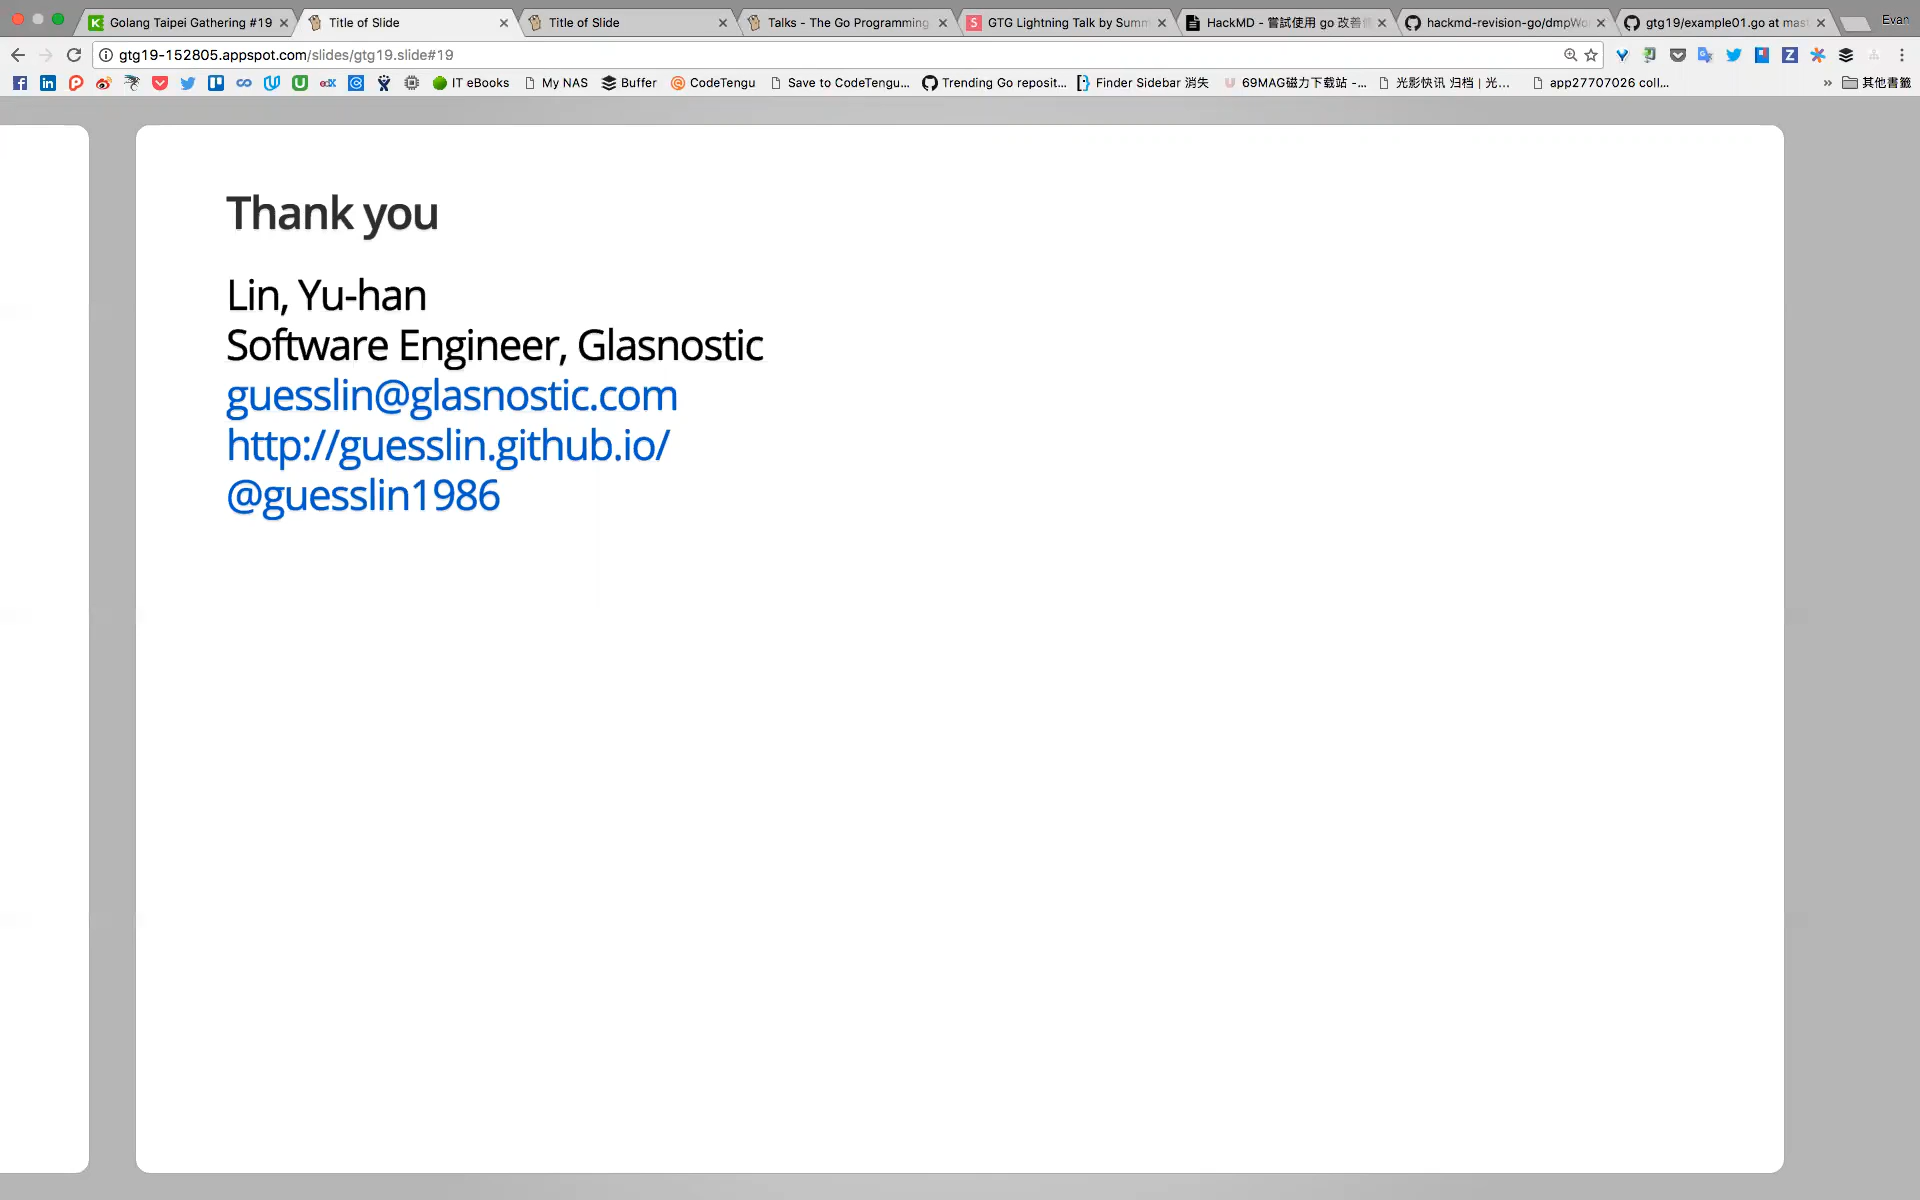 Golang Taipei Gathering #19
Title of Slide
Title of Slide
Talks - The Go Programming
GTG Lightning Talk by Summ
HackMD - 嘗試使用 go 改善
hackmd-revision-go/dmpWo
gtg19/example01.go at mas
Evan
gtg19-152805.appspot.com/slides/gtg19.slide#19
IT eBooks
My NAS
Buffer
CodeTengu
Save to CodeTengu...
Trending Go reposit...
Finder Sidebar 消失
69MAG磁力下载站 -...
光影快讯 归档 | 光...
app27707026 coll...
»
其他書籤
Thank you
Lin, Yu-han
Software Engineer, Glasnostic
guesslin@glasnostic.com
http://guesslin.github.io/
@guesslin1986